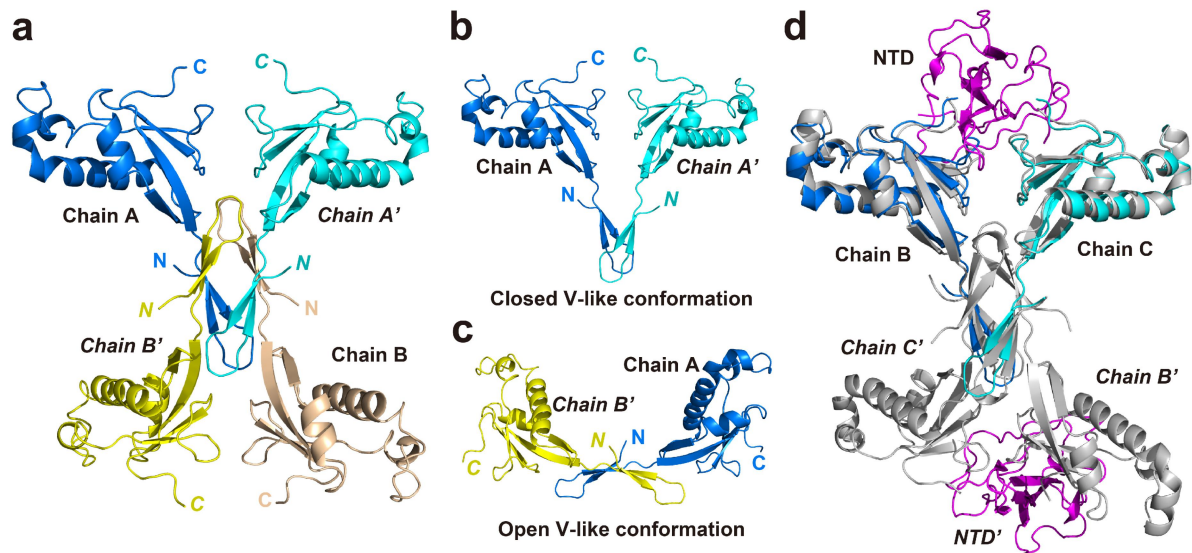 a
C
C
Chain A
Chain A’
N
N
N
N
Chain B’
Chain B
C
C
b
C
C
Chain A
Chain A’
N
N
Closed V-like conformation
c
Chain A
Chain B’
N
N
C
C
Open V-like conformation
d
NTD
Chain B
Chain C
Chain C’
Chain B’
NTD’